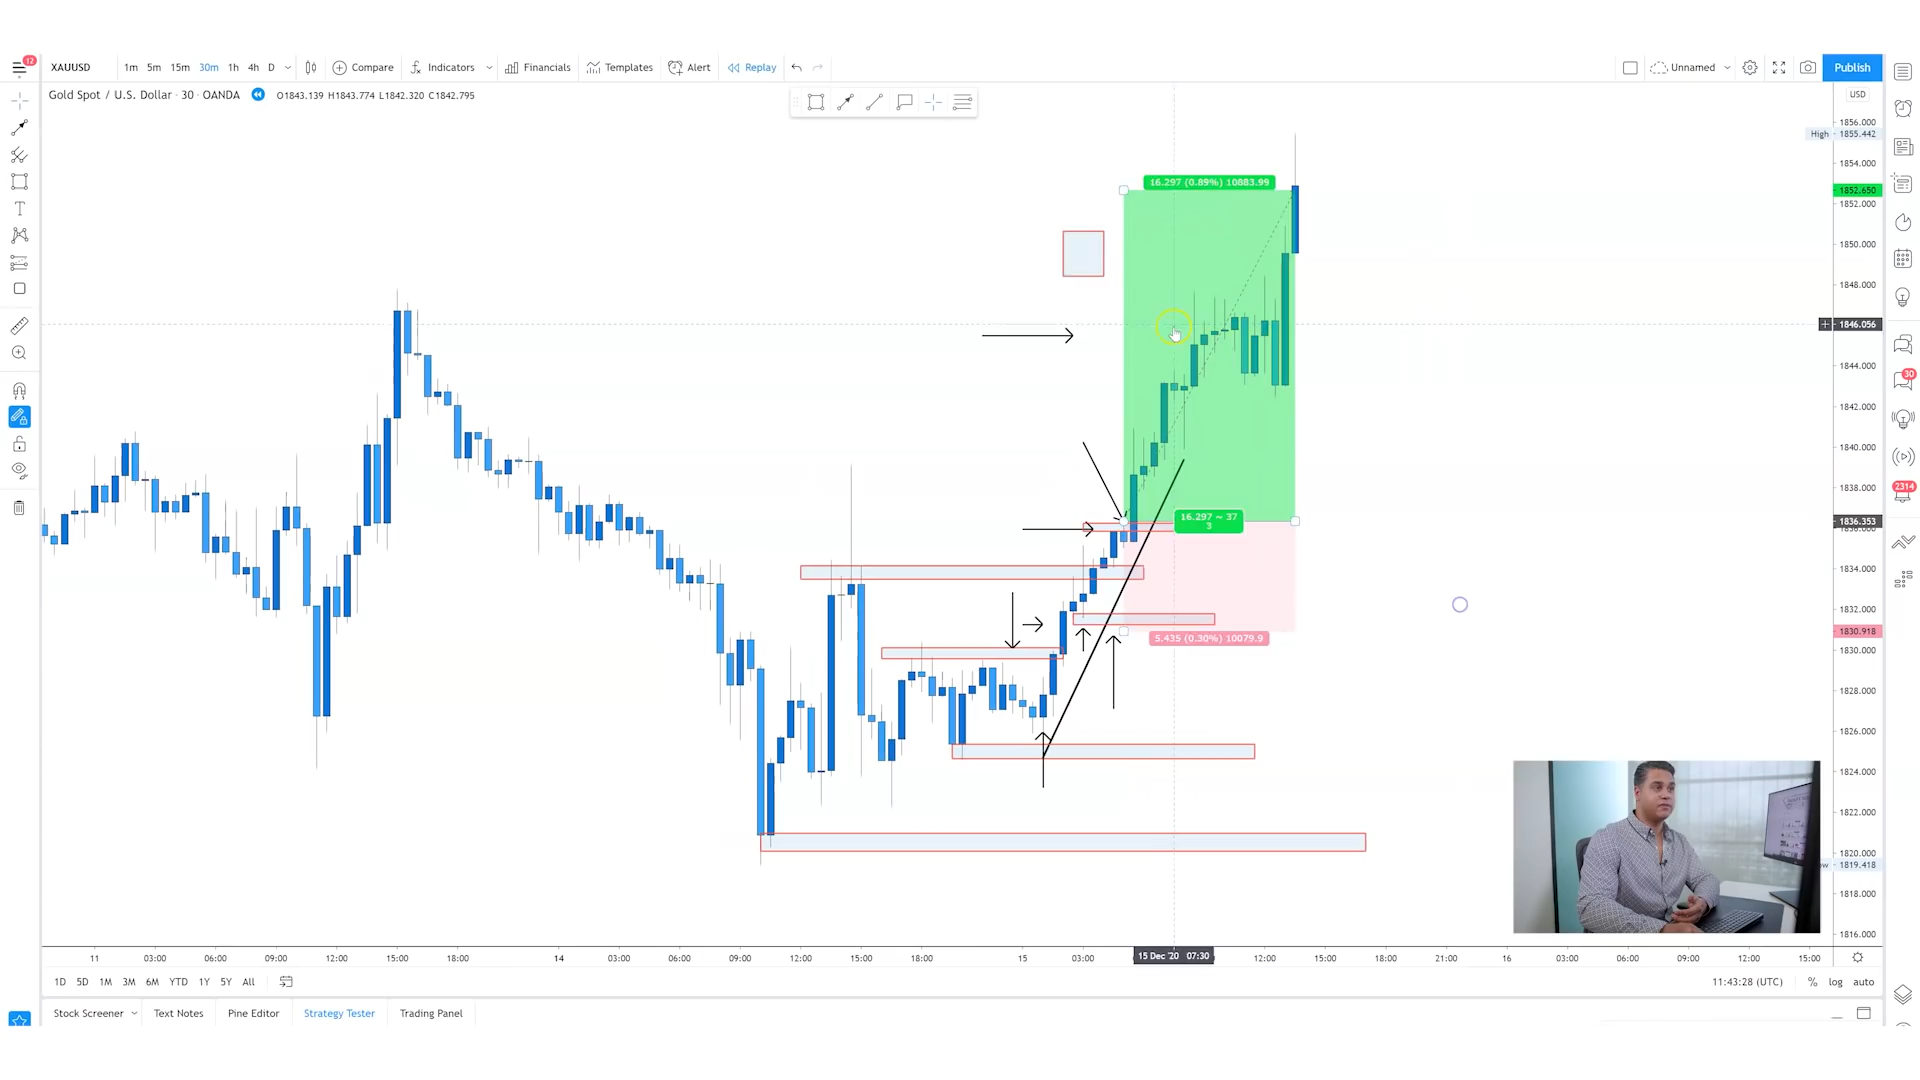 12
XAUUSD 1m 5m 15m 30m 1h 4h D Compare Indicators Financials Templates Alert Replay Unnamed Publish
Gold Spot / U.S. Dollar · 30 · OANDA O1843.139 H1843.774 L1842.320 C1842.795
USD
1856.000
High 1855.442
1854.000
16.297 (0.89%) 10883.99
1852.650
1852.000
1850.000
1848.000
1846.056
1844.000
30
1842.000
1840.000
1838.000
2314
16.297 ~ 37
3
1836.353
1836.000
1834.000
1832.000
5.435 (0.30%) 10079.9
1830.918
1830.000
1828.000
1826.000
1824.000
1822.000
1820.000
1819.418
1818.000
1816.000
11 03:00 06:00 09:00 12:00 15:00 18:00 14 03:00 06:00 09:00 12:00 15:00 18:00 15 03:00 15 Dec '20 07:30 12:00 15:00 18:00 21:00 16 03:00 06:00 09:00 12:00 15:00
1D 5D 1M 3M 6M YTD 1Y 5Y All 11:43:28 (UTC) % log auto
Stock Screener Text Notes Pine Editor Strategy Tester Trading Panel